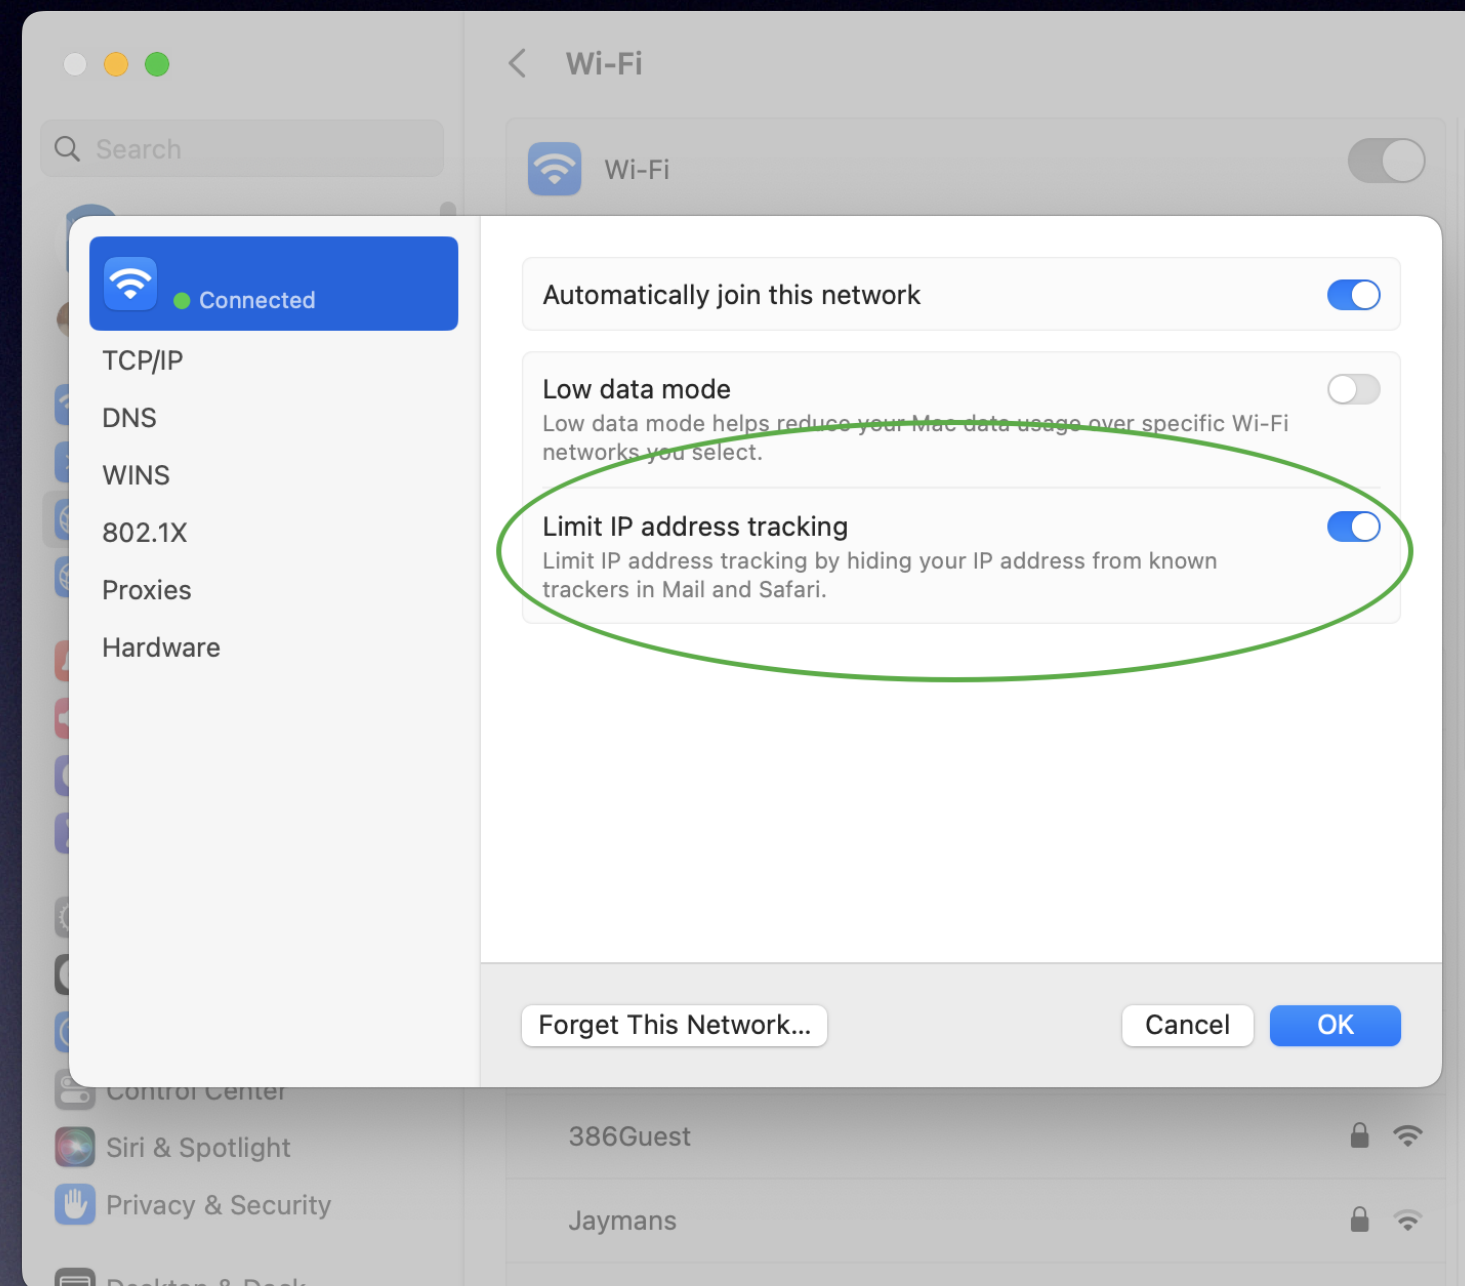 Wi-Fi
Search
Wi-Fi
Connected
TCP/IP
DNS
WINS
802.1X
Proxies
Hardware
Automatically join this network
Low data mode
Low data mode helps reduce your Mac data usage over specific Wi-Fi
networks you select.
Limit IP address tracking
Limit IP address tracking by hiding your IP address from known
trackers in Mail and Safari.
Forget This Network...
Cancel
OK
Control Center
Siri & Spotlight
Privacy & Security
Desktop & Dock
386Guest
Jaymans